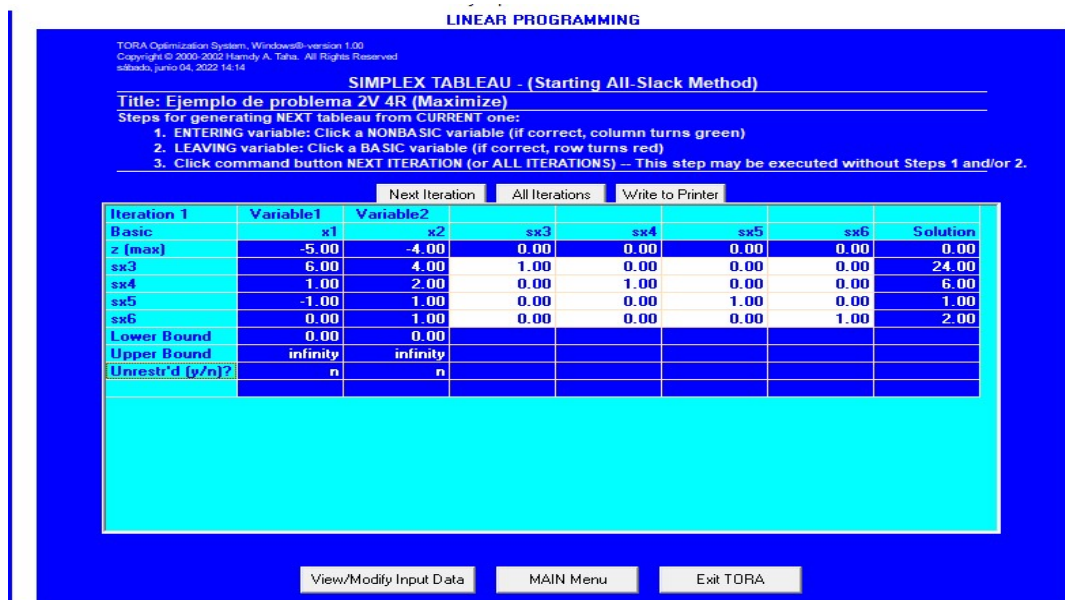 LINEAR PROGRAMMING
TORA Optimization System, Windows®-version 1.00
Copyright © 2000-2002 Hamdy A. Taha. All Rights Reserved
sábado, junio 04, 2022 14:14
SIMPLEX TABLEAU - (Starting All-Slack Method)
Title: Ejemplo de problema 2V 4R (Maximize)
Steps for generating NEXT tableau from CURRENT one:
1. ENTERING variable: Click a NONBASIC variable (if correct, column turns green)
2. LEAVING variable: Click a BASIC variable (if correct, row turns red)
3. Click command button NEXT ITERATION (or ALL ITERATIONS) -- This step may be executed without Steps 1 and/or 2.
Next Iteration All Iterations Write to Printer
Iteration 1 Variable1 Variable2
Basic x1 x2 sx3 sx4 sx5 sx6 Solution
z (max) -5.00 -4.00 0.00 0.00 0.00 0.00 0.00
sx3 6.00 4.00 1.00 0.00 0.00 0.00 24.00
sx4 1.00 2.00 0.00 1.00 0.00 0.00 6.00
sx5 -1.00 1.00 0.00 0.00 1.00 0.00 1.00
sx6 0.00 1.00 0.00 0.00 0.00 1.00 2.00
Lower Bound 0.00 0.00
Upper Bound infinity infinity
Unrestr'd (y/n)? n n
View/Modify Input Data MAIN Menu Exit TORA